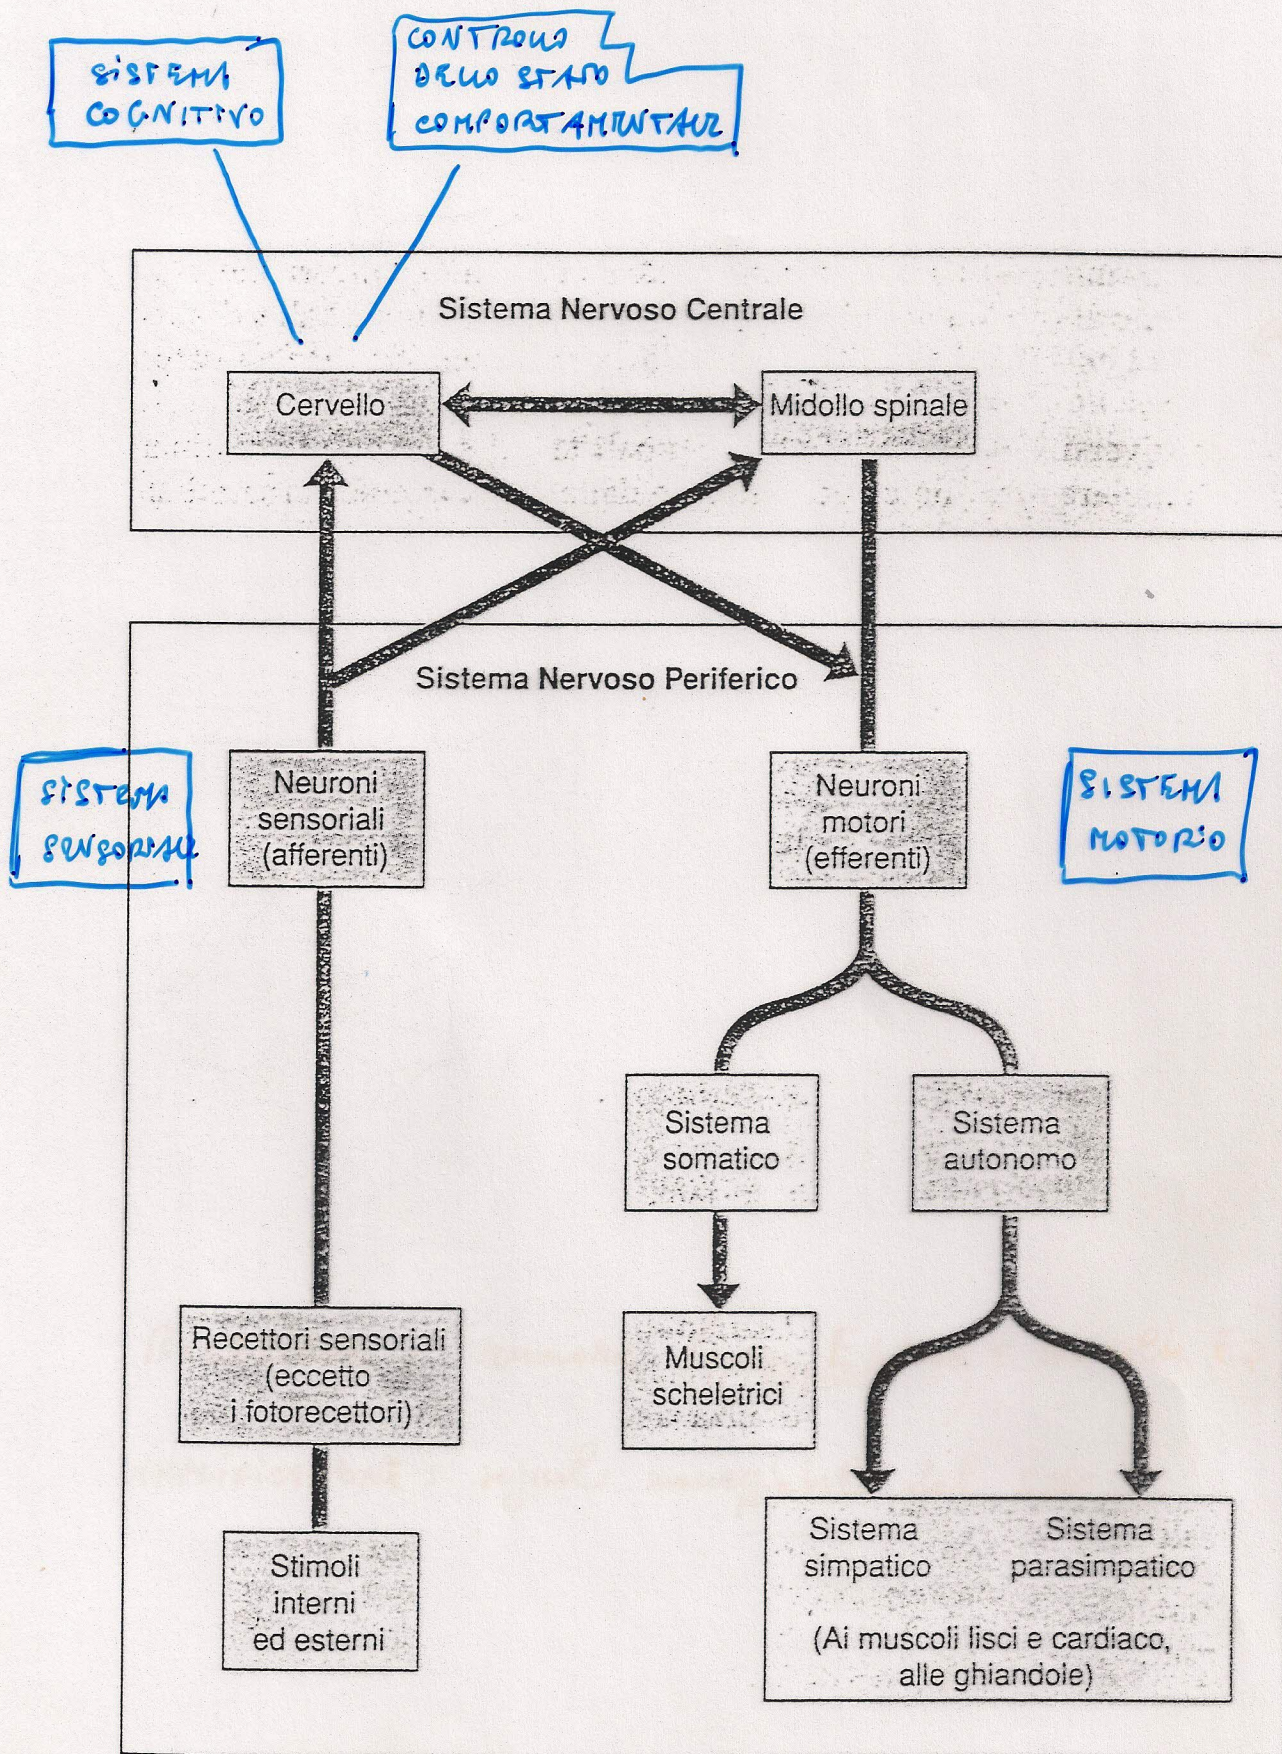 SISTEMA
COGNITIVO
CONTROLLO
DELLO STATO
COMPORTAMENTALE
Sistema Nervoso Centrale
Cervello
Midollo spinale
Sistema Nervoso Periferico
SISTEMA
SENSORIALE
Neuroni
sensoriali
(afferenti)
Neuroni
motori
(efferenti)
SISTEMA
MOTORIO
Sistema
somatico
Sistema
autonomo
Recettori sensoriali
(eccetto
i fotorecettori)
Muscoli
scheletrici
Stimoli
interni
ed esterni
Sistema
simpatico
Sistema
parasimpatico
(Ai muscoli lisci e cardiaco,
alle ghiandole)